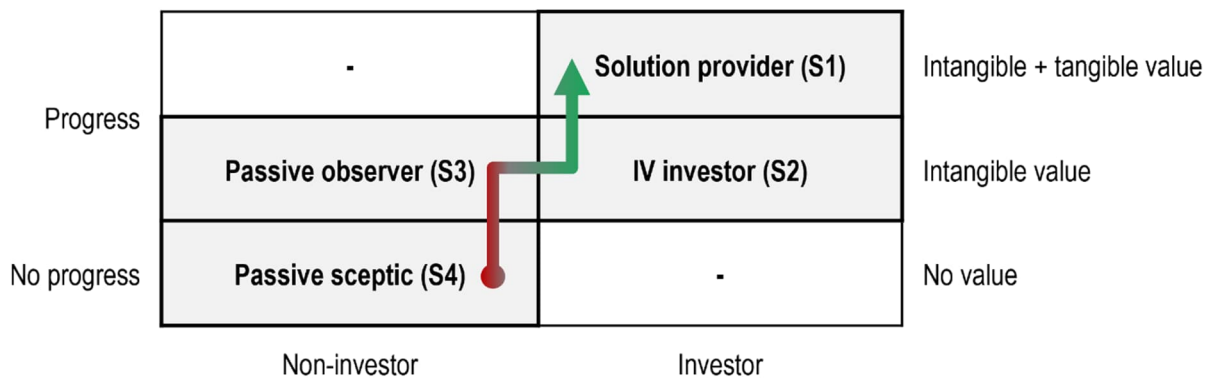 -
Solution provider (S1)
Intangible + tangible value
Progress
Passive observer (S3)
IV investor (S2)
Intangible value
No progress
Passive sceptic (S4)
-
No value
Non-investor
Investor